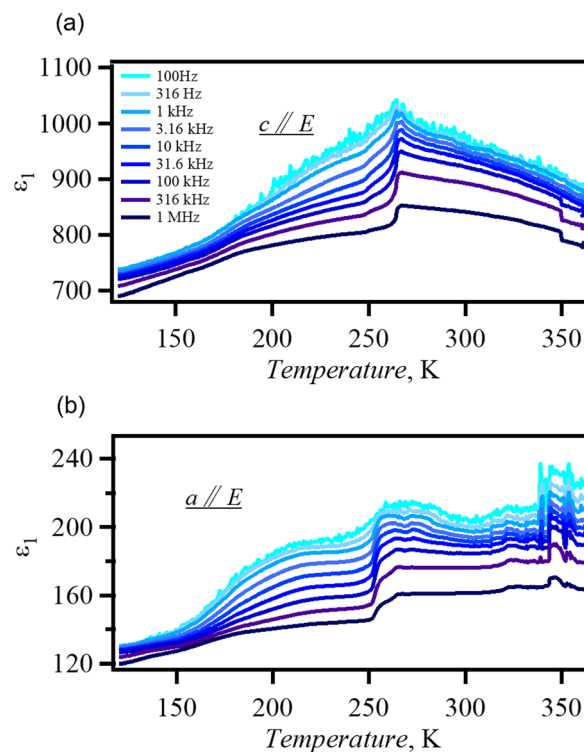 (a)
1100
1000
900
800
700
ε₁
100Hz
316 Hz
1 kHz
3.16 kHz
10 kHz
31.6 kHz
100 kHz
316 kHz
1 MHz
c // E
150 200 250 300 350
Temperature, K
(b)
240
200
160
120
ε₁
a // E
150 200 250 300 350
Temperature, K